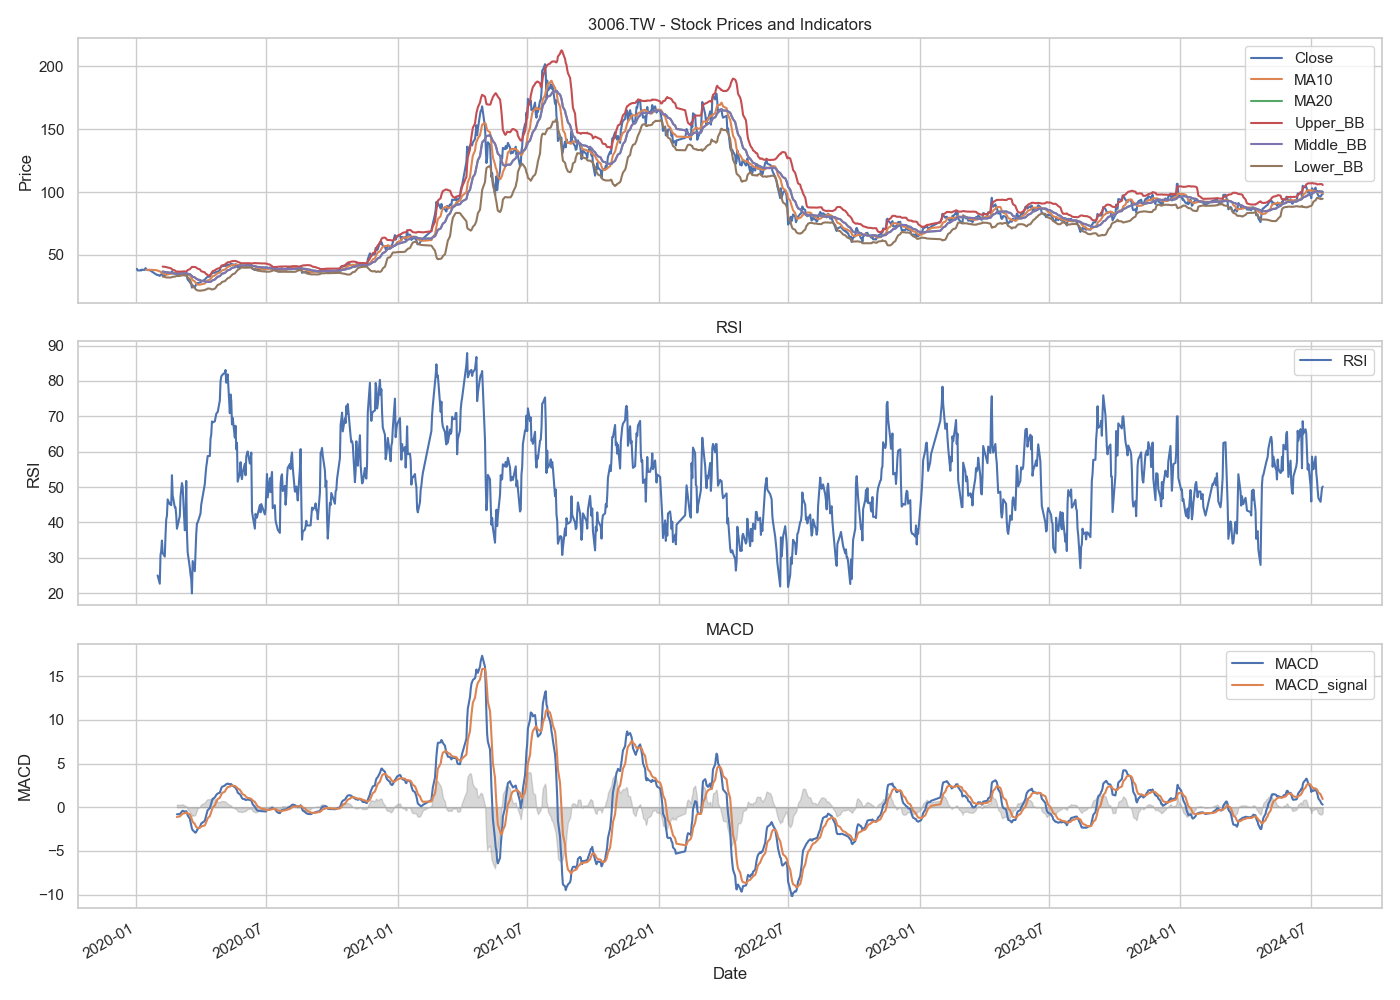 3006.TW - Stock Prices and Indicators
Price
200
150
100
50
Close
MA10
MA20
Upper_BB
Middle_BB
Lower_BB
RSI
RSI
90
80
70
60
50
40
30
20
RSI
MACD
MACD
15
10
5
0
−5
−10
MACD
MACD_signal
2020-01
2020-07
2021-01
2021-07
2022-01
2022-07
2023-01
2023-07
2024-01
2024-07
Date